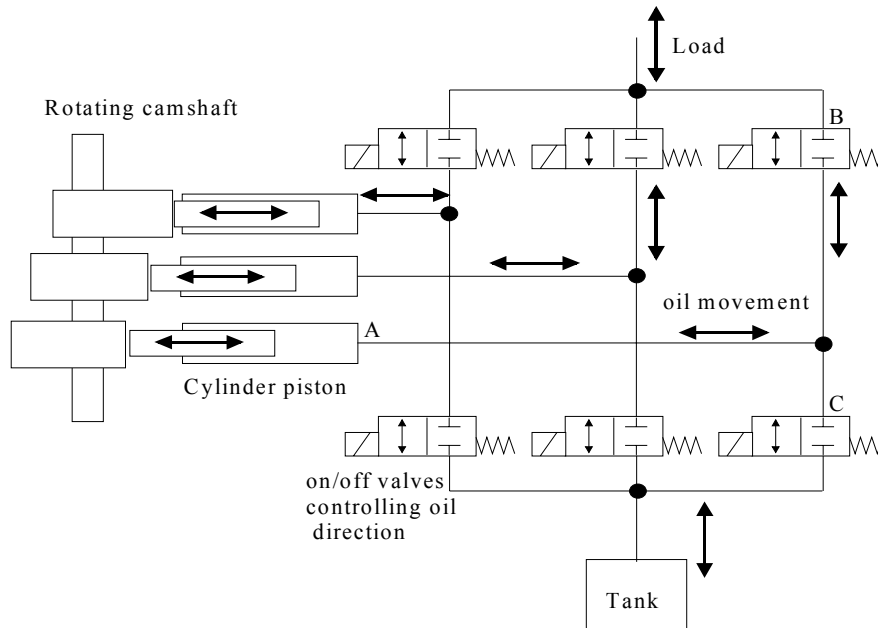 Load
Rotating camshaft
B
oil movement
A
Cylinder piston
C
on/off valves
controlling oil
direction
Tank